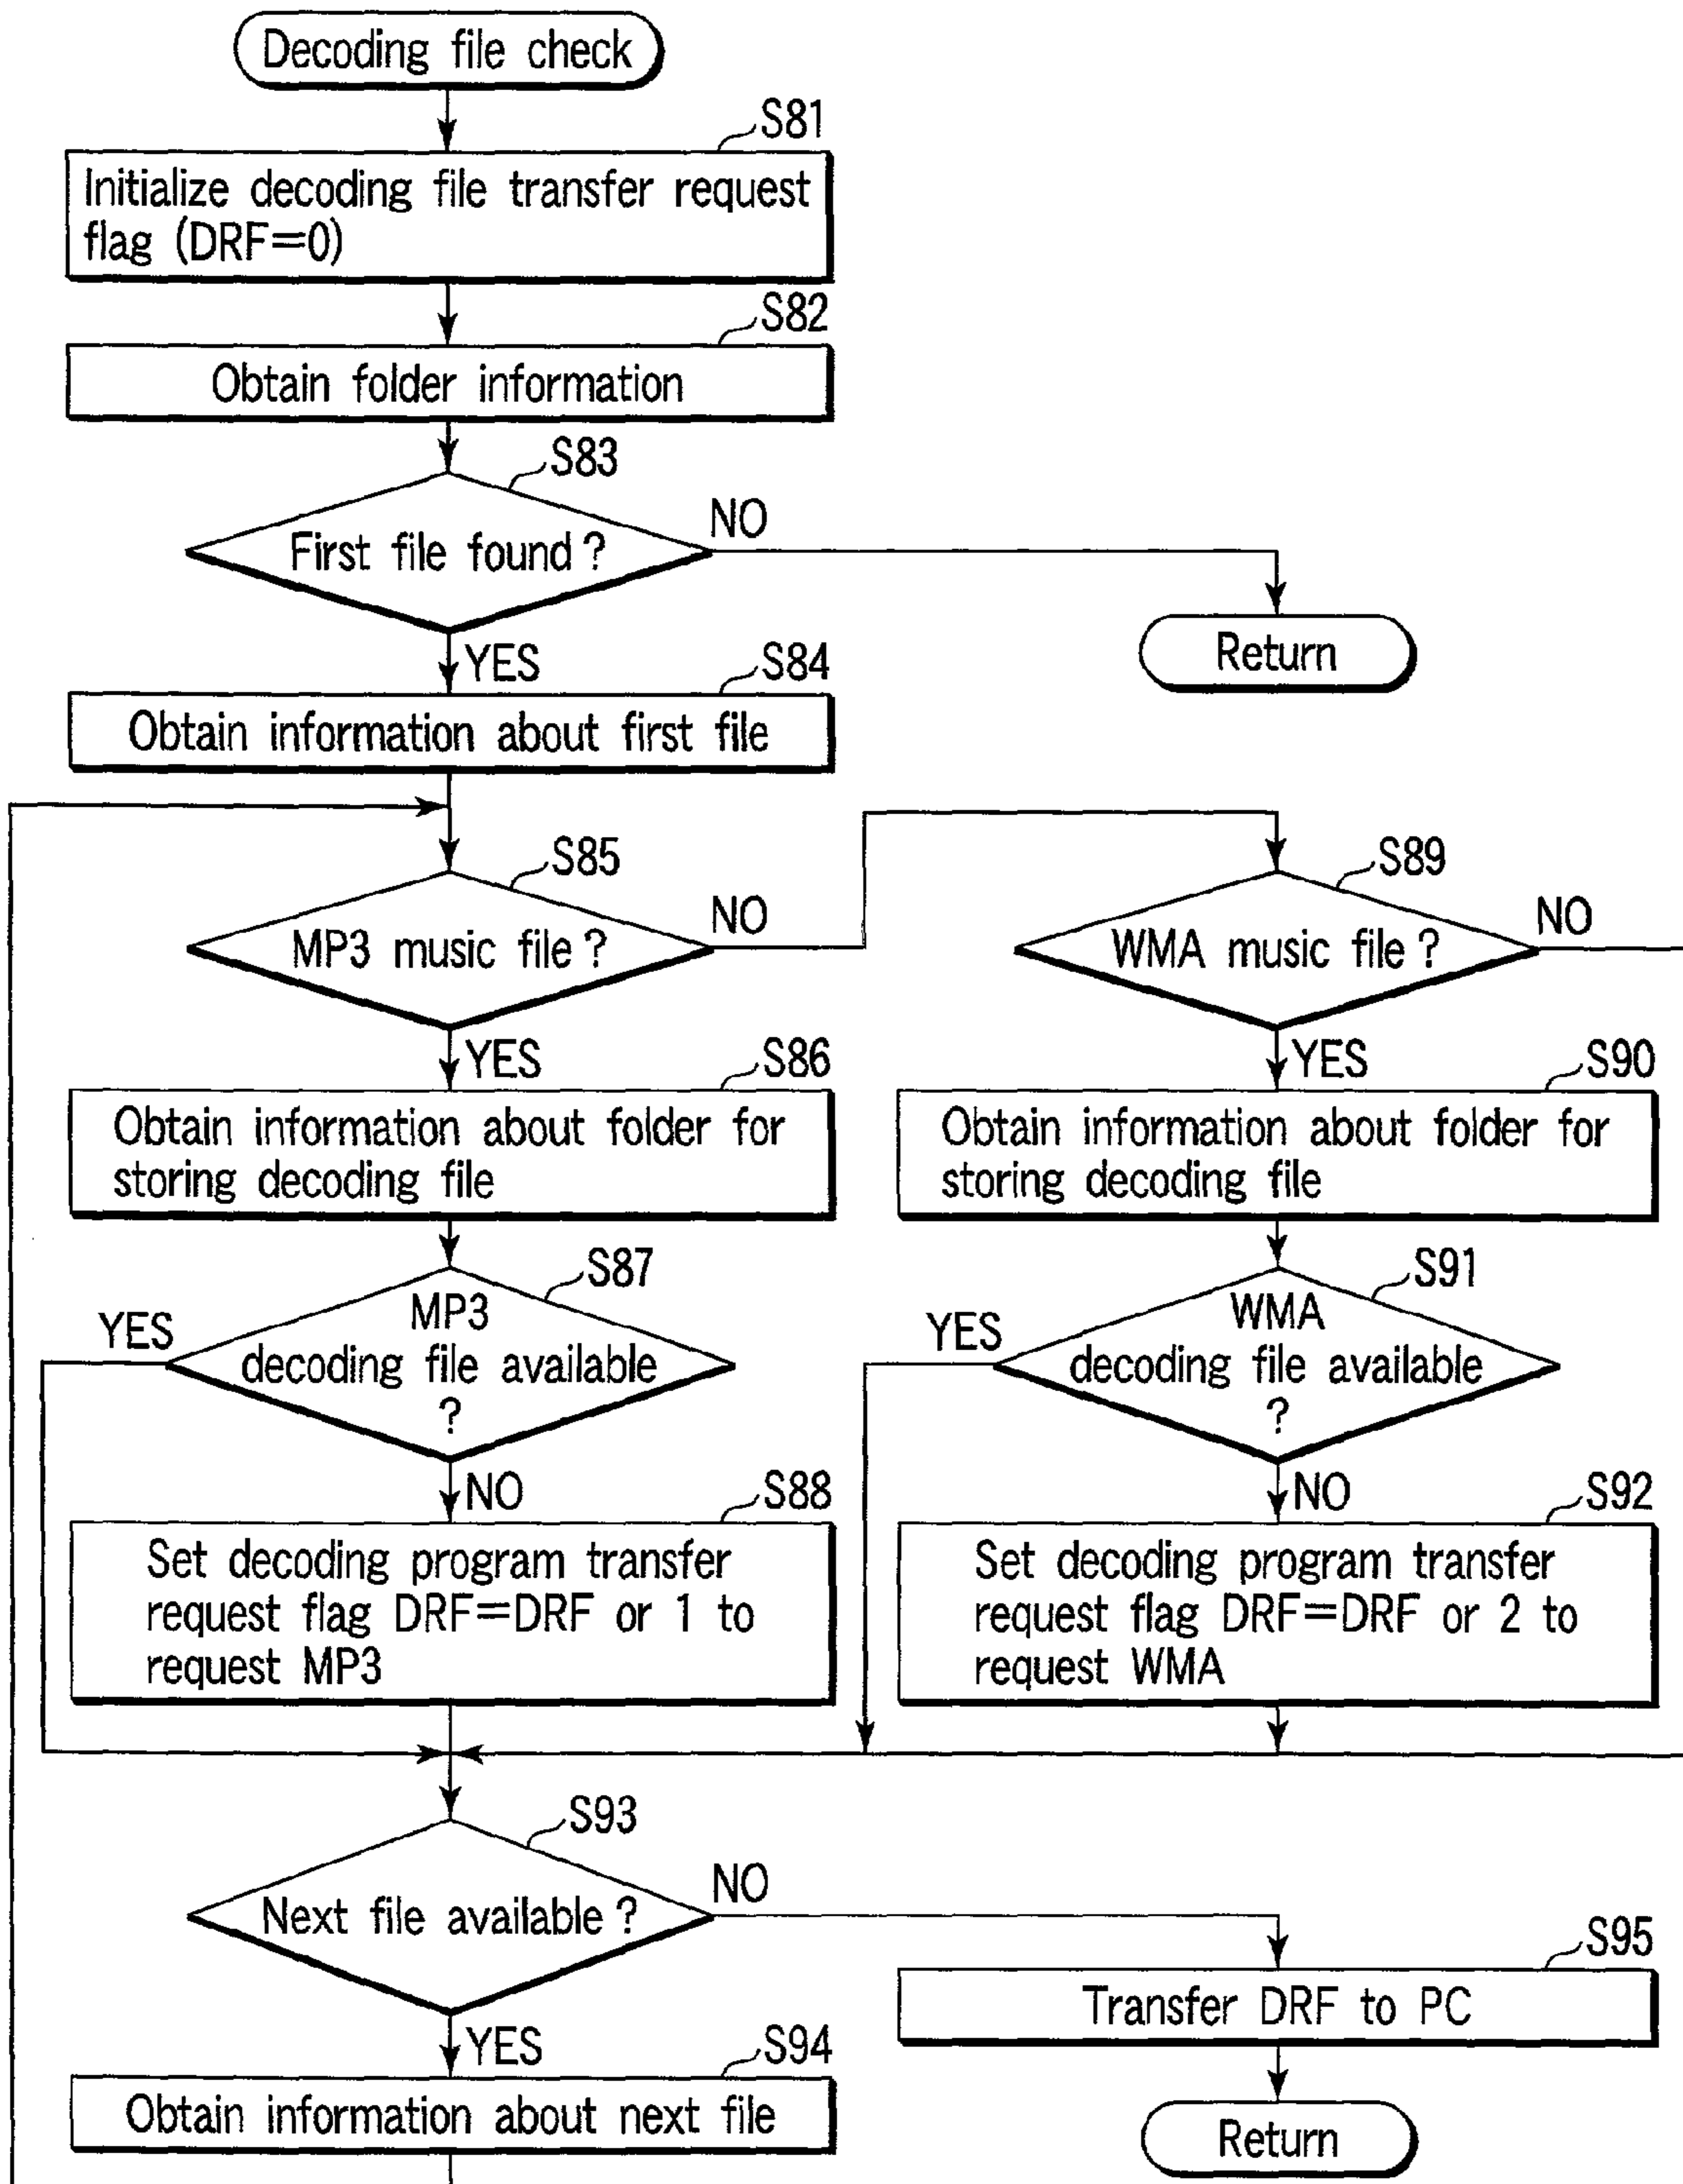 Decoding file check
S81
Initialize decoding file transfer request
flag (DRF=0)
S82
Obtain folder information
S83
First file found?
NO
Return
YES
S84
Obtain information about first file
S85
MP3 music file?
NO
S89
WMA music file?
NO
YES
S86
Obtain information about folder for
storing decoding file
YES
S90
Obtain information about folder for
storing decoding file
S87
MP3
decoding file available
?
YES
S91
WMA
decoding file available
?
YES
NO
S88
Set decoding program transfer
request flag DRF=DRF or 1 to
request MP3
NO
S92
Set decoding program transfer
request flag DRF=DRF or 2 to
request WMA
S93
Next file available?
NO
S95
Transfer DRF to PC
YES
S94
Obtain information about next file
Return